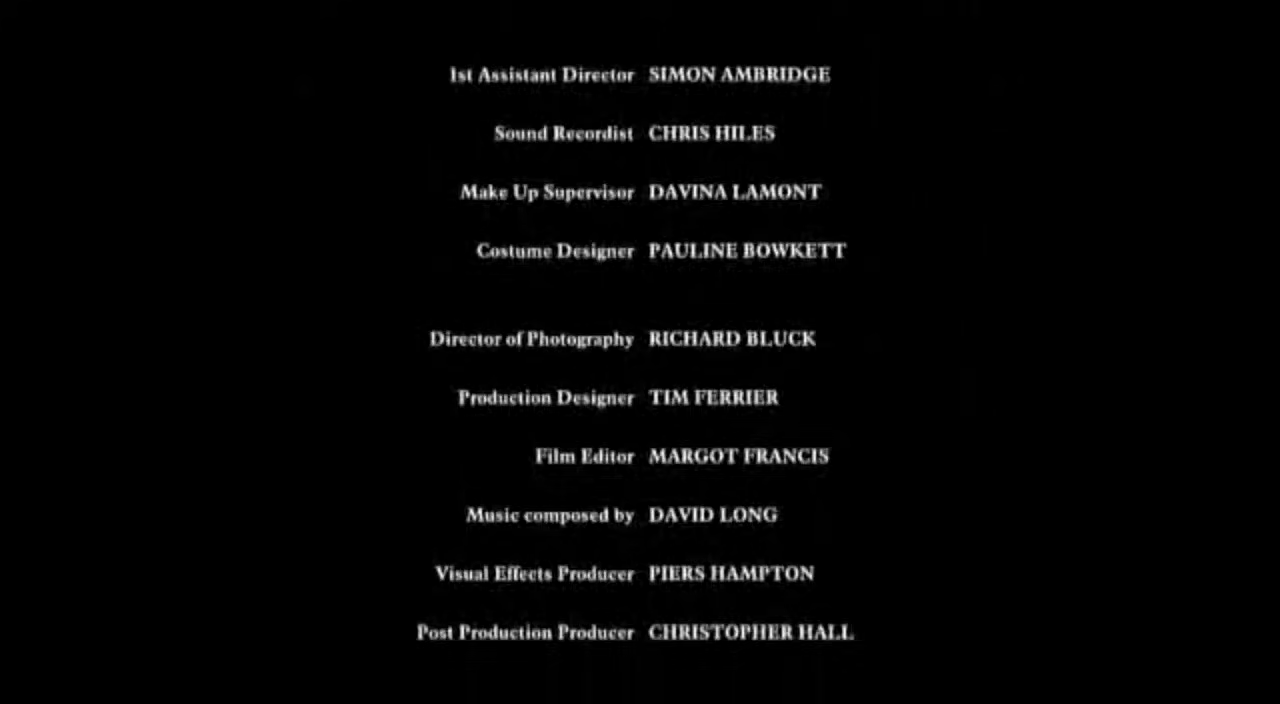 1st Assistant Director SIMON AMBRIDGE
Sound Recordist CHRIS HILES
Make Up Supervisor DAVINA LAMONT
Costume Designer PAULINE BOWKETT
Director of Photography RICHARD BLUCK
Production Designer TIM FERRIER
Film Editor MARGOT FRANCIS
Music composed by DAVID LONG
Visual Effects Producer PIERS HAMPTON
Post Production Producer CHRISTOPHER HALL